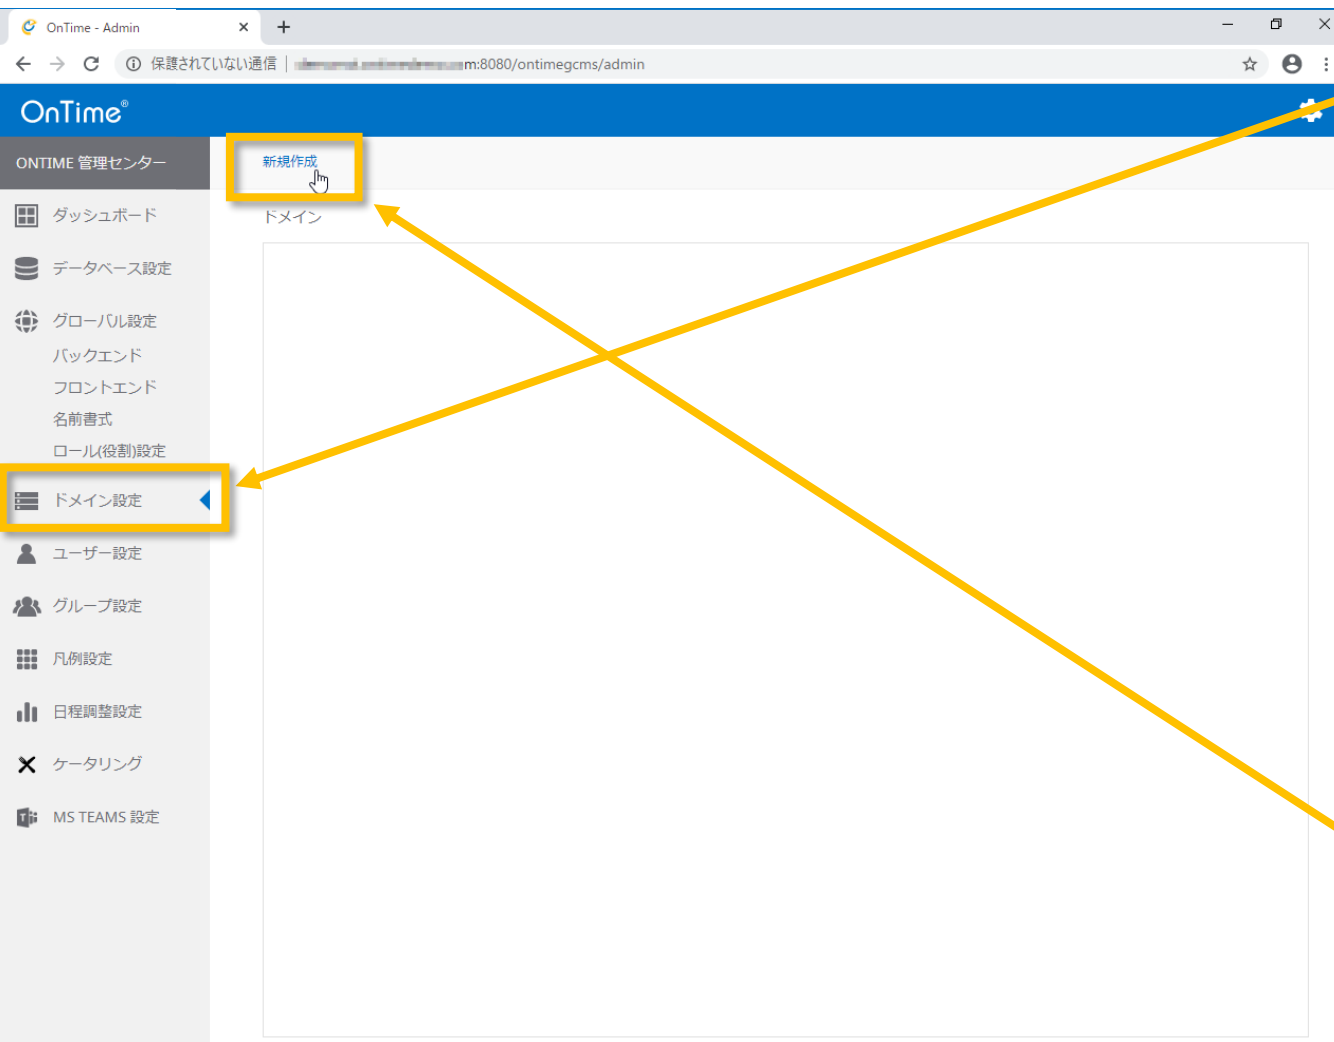 OnTime - Admin
保護されていない通信 | m:8080/ontimegcms/admin
OnTime®
ONTIME 管理センター
新規作成
ダッシュボード
ドメイン
データベース設定
グローバル設定
バックエンド
フロントエンド
名前書式
ロール(役割)設定
ドメイン設定
ユーザー設定
グループ設定
凡例設定
日程調整設定
ケータリング
MS TEAMS 設定